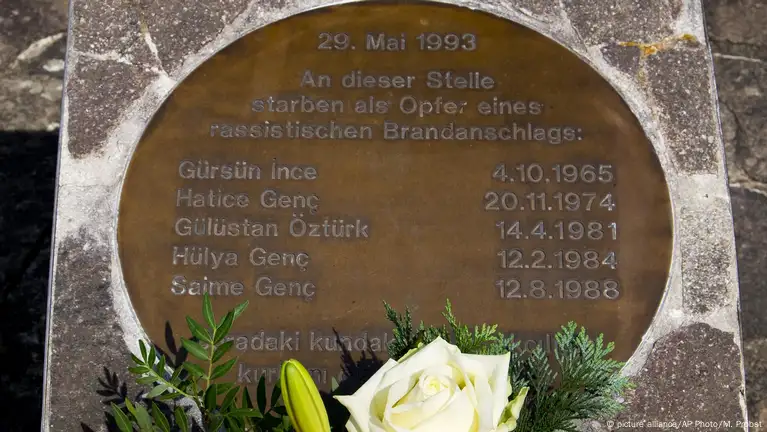 29. Mai 1993
An dieser Stelle
starben als Opfer eines
rassistischen Brandanschlags:
Gürsün İnce 4.10.1965
Hatice Genç 20.11.1974
Gülüstan Öztürk 14.4.1981
Hülya Genç 12.2.1984
Saime Genç 12.8.1988
© picture alliance/AP Photo/M. Probst